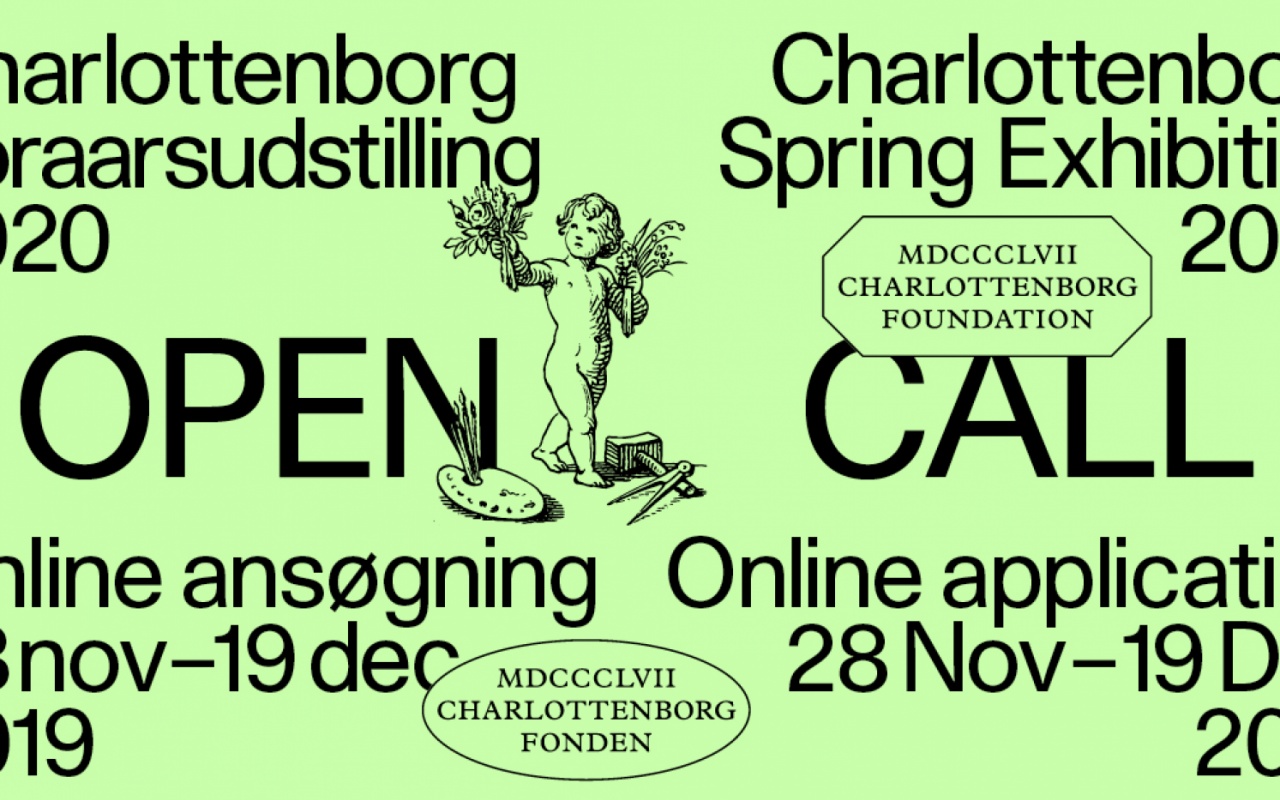 harlottenborg
oraarsudstilling
020
Charlottenbo
Spring Exhibiti
20
MDCCCLVII
CHARLOTTENBORG
FOUNDATION
OPEN CALL
nline ansøgning
8 nov–19 dec
019
Online applicati
28 Nov–19 D
20
MDCCCLVII
CHARLOTTENBORG
FONDEN